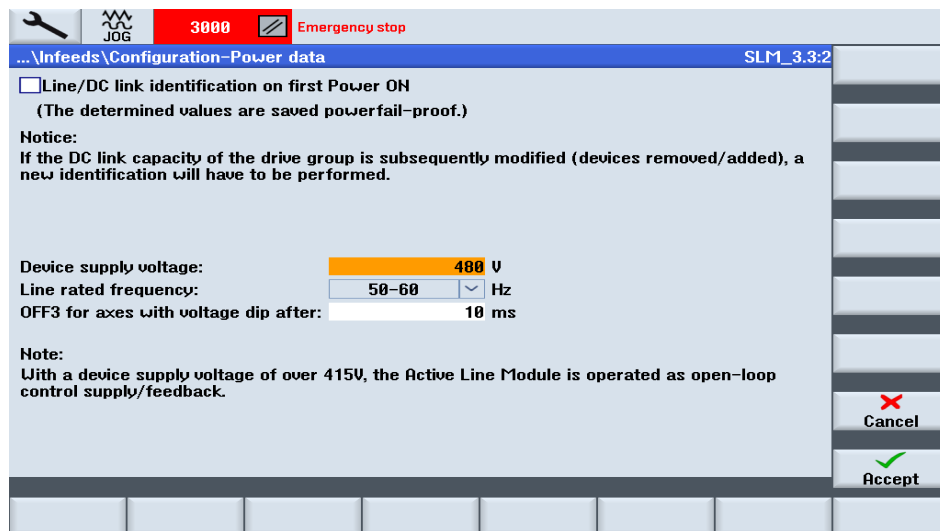 JOG
3000
Emergency stop
...\Infeeds\Configuration-Power data
SLM_3.3:2
Line/DC link identification on first Power ON
(The determined values are saved powerfail-proof.)
Notice:
If the DC link capacity of the drive group is subsequently modified (devices removed/added), a
new identification will have to be performed.
Device supply voltage: 480 V
Line rated frequency: 50-60 Hz
OFF3 for axes with voltage dip after: 10 ms
Note:
With a device supply voltage of over 415V, the Active Line Module is operated as open-loop
control supply/feedback.
Cancel
Accept